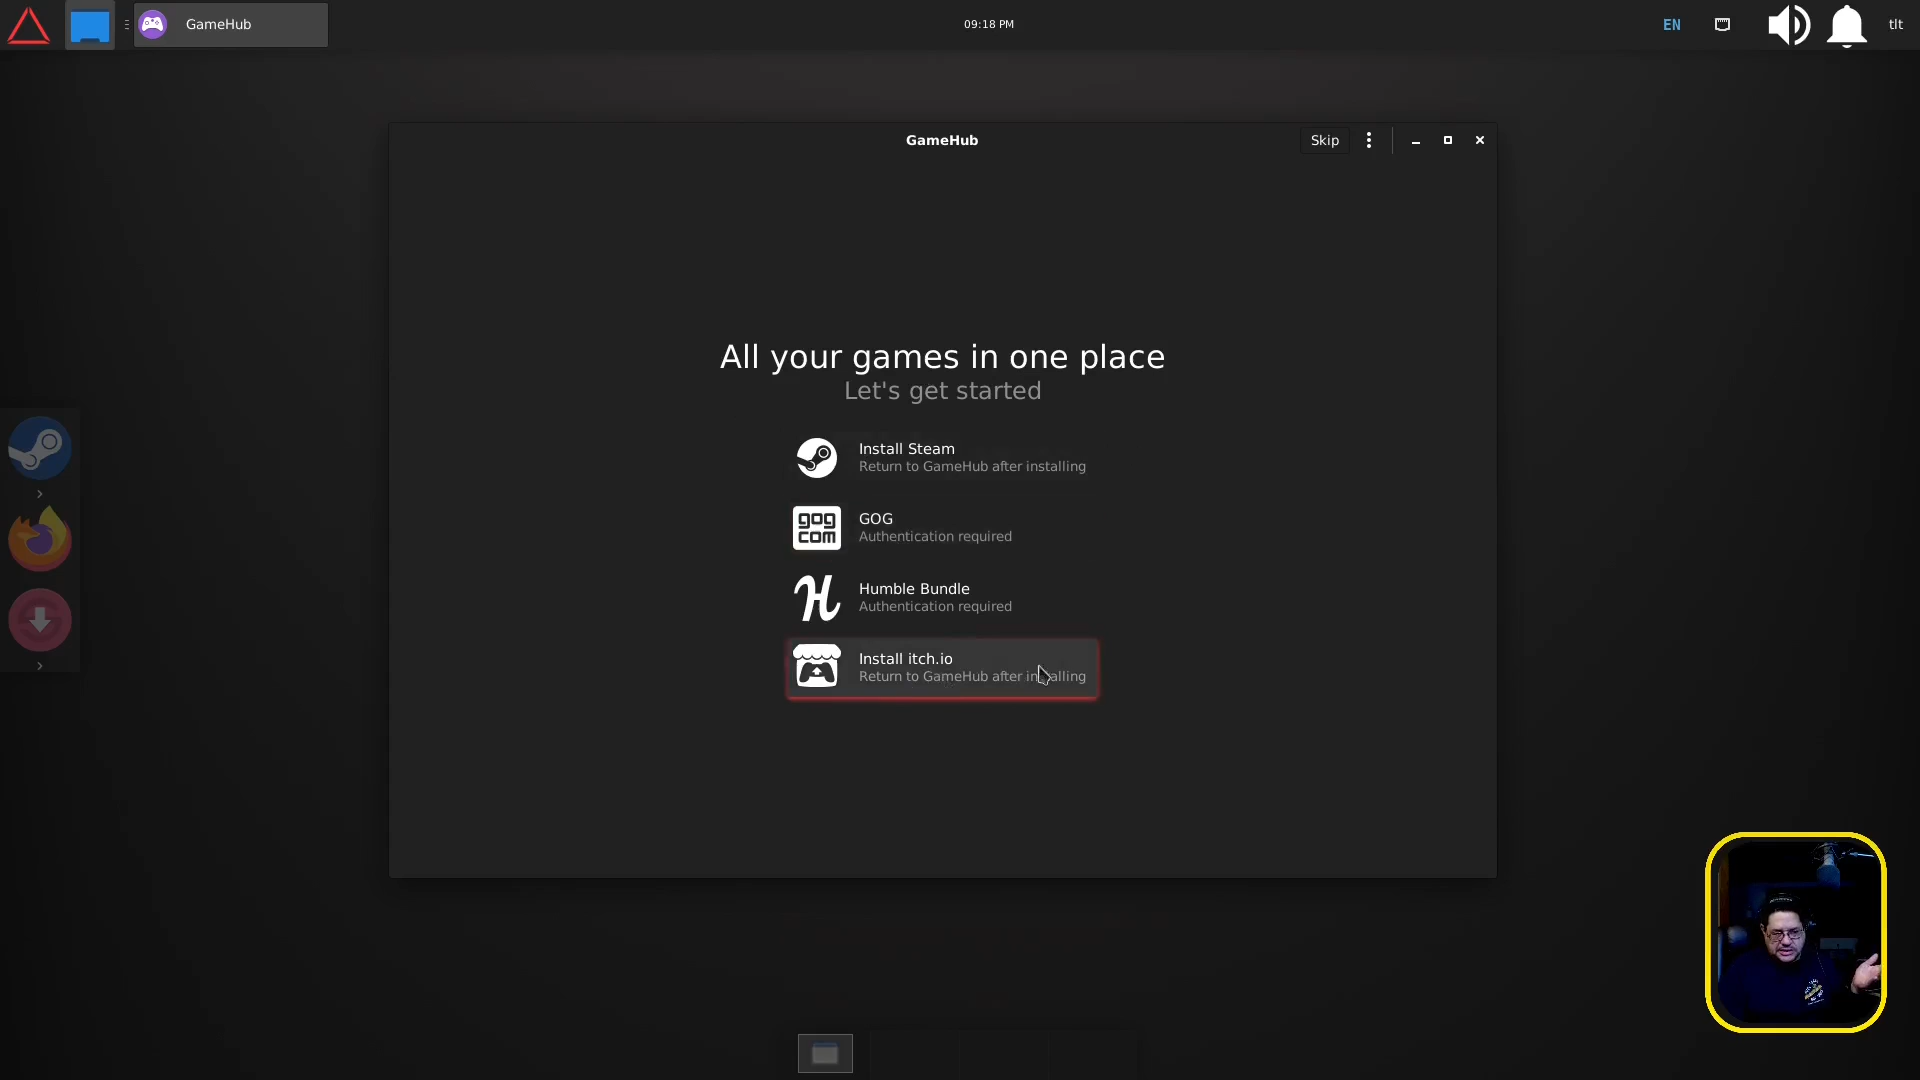 GameHub
09:18 PM
EN
tlt
GameHub
Skip
All your games in one place
Let's get started
Install Steam
Return to GameHub after installing
gog
com
GOG
Authentication required
H
Humble Bundle
Authentication required
Install itch.io
Return to GameHub after installing